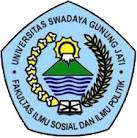 UNIVERSITAS SWADAYA GUNUNG JATI
FAKULTAS ILMU SOSIAL DAN ILMU POLITIK